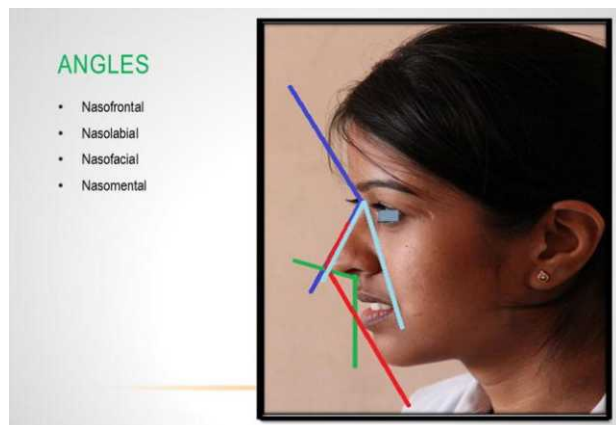 ANGLES
• Nasofrontal
• Nasolabial
• Nasofacial
• Nasomental